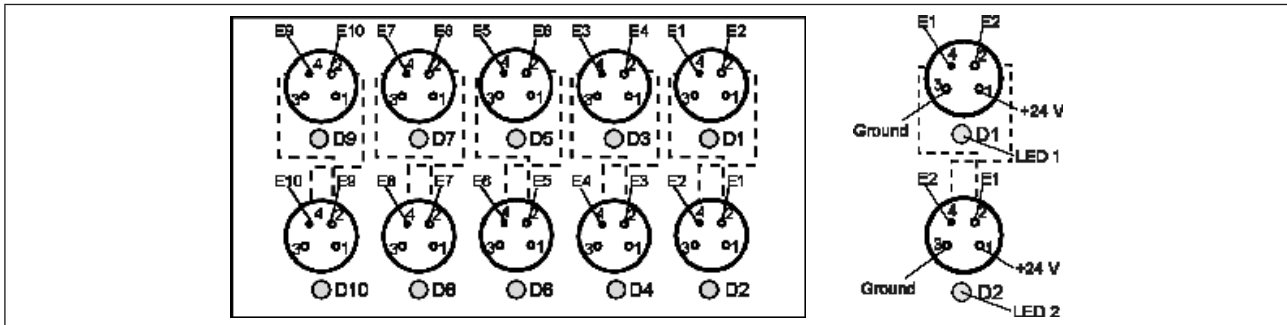 E9 E10 E7 E8 E5 E6 E3 E4 E1 E2
4 2 4 2 4 2 4 2 4 2
3 1 3 1 3 1 3 1 3 1
D9 D7 D5 D3 D1
E10 E9 E8 E7 E6 E5 E4 E3 E2 E1
4 2 4 2 4 2 4 2 4 2
3 1 3 1 3 1 3 1 3 1
D10 D8 D6 D4 D2
E1 E2
4 2
3 1
+24 V
Ground
D1
LED 1
E2 E1
4 2
3 1
+24 V
Ground
D2
LED 2